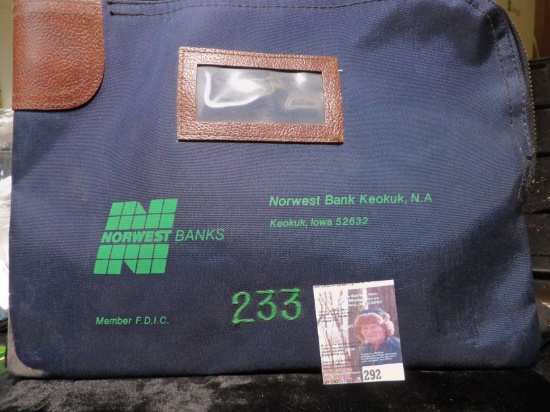 NORWEST BANKS
Norwest Bank Keokuk, N.A
Keokuk, Iowa 52632
Member F.D.I.C.
233
292